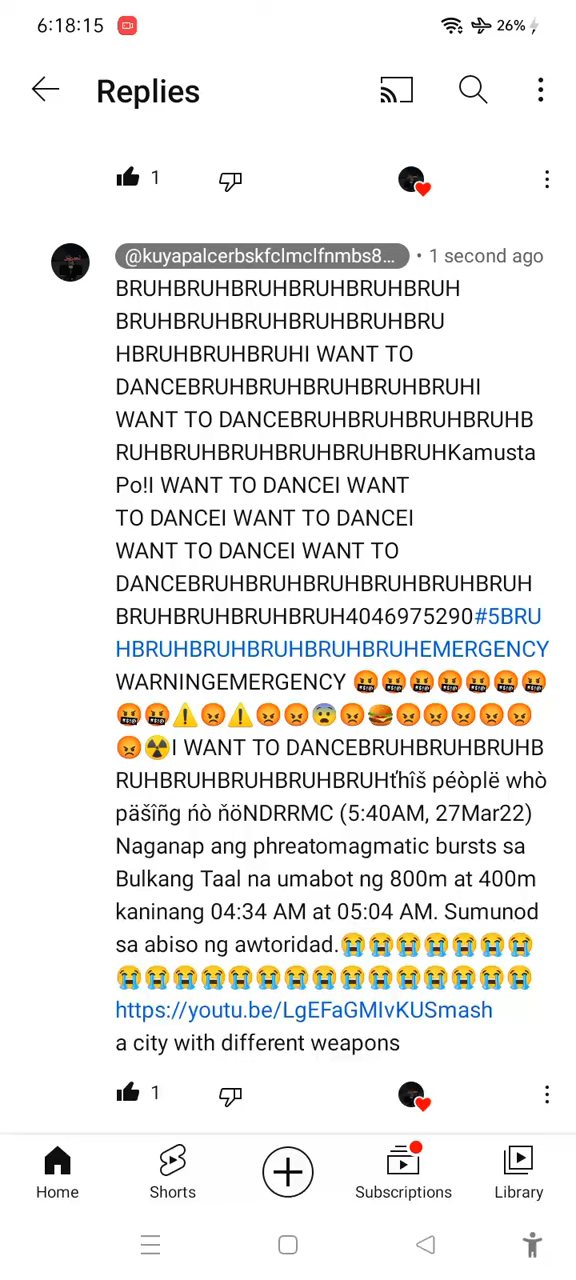 6:18:15
26%
Replies
1
@kuyapalcerbskfclmclfnmbs8... • 1 second ago
BRUHBRUHBRUHBRUHBRUHBRUH
BRUHBRUHBRUHBRUHBRUHBRU
HBRUHBRUHBRUHI WANT TO
DANCEBRUHBRUHBRUHBRUHBRUHI
WANT TO DANCEBRUHBRUHBRUHBRUHB
RUHBRUHBRUHBRUHBRUHBRUHKamusta
Po!I WANT TO DANCEI WANT
TO DANCEI WANT TO DANCEI
WANT TO DANCEI WANT TO
DANCEBRUHBRUHBRUHBRUHBRUHBRUH
BRUHBRUHBRUHBRUH4046975290#5BRU
HBRUHBRUHBRUHBRUHBRUHEMERGENCY
WARNINGEMERGENCY 🤬🤬🤬🤬🤬🤬🤬
🤬🤬⚠️😡⚠️😡😡😨😡🍔😡😡😡😡😡
😡☢️I WANT TO DANCEBRUHBRUHBRUHB
RUHBRUHBRUHBRUHBRUHťhîš péòplë whò
päšîñg ńò ňöNDRRMC (5:40AM, 27Mar22)
Naganap ang phreatomagmatic bursts sa
Bulkang Taal na umabot ng 800m at 400m
kaninang 04:34 AM at 05:04 AM. Sumunod
sa abiso ng awtoridad.😭😭😭😭😭😭😭
😭😭😭😭😭😭😭😭😭😭😭😭😭😭😭
https://youtu.be/LgEFaGMIvKUSmash
a city with different weapons
1
Home
Shorts
Subscriptions
Library